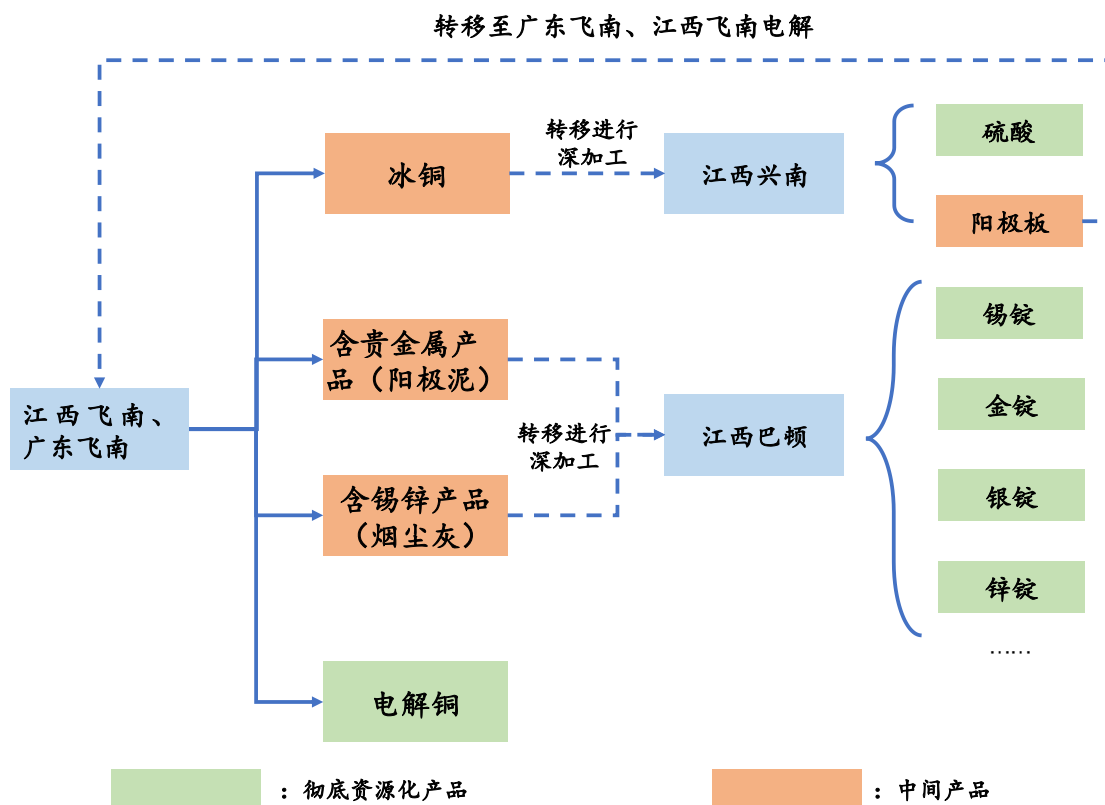 转移至广东飞南、江西飞南电解
冰铜
转移进行
深加工
江西兴南
硫酸
阳极板
含贵金属产
品（阳极泥）
锡锭
金锭
江西飞南、
广东飞南
转移进行
深加工
江西巴顿
含锡锌产品
（烟尘灰）
银锭
锌锭
……
电解铜
：彻底资源化产品
：中间产品